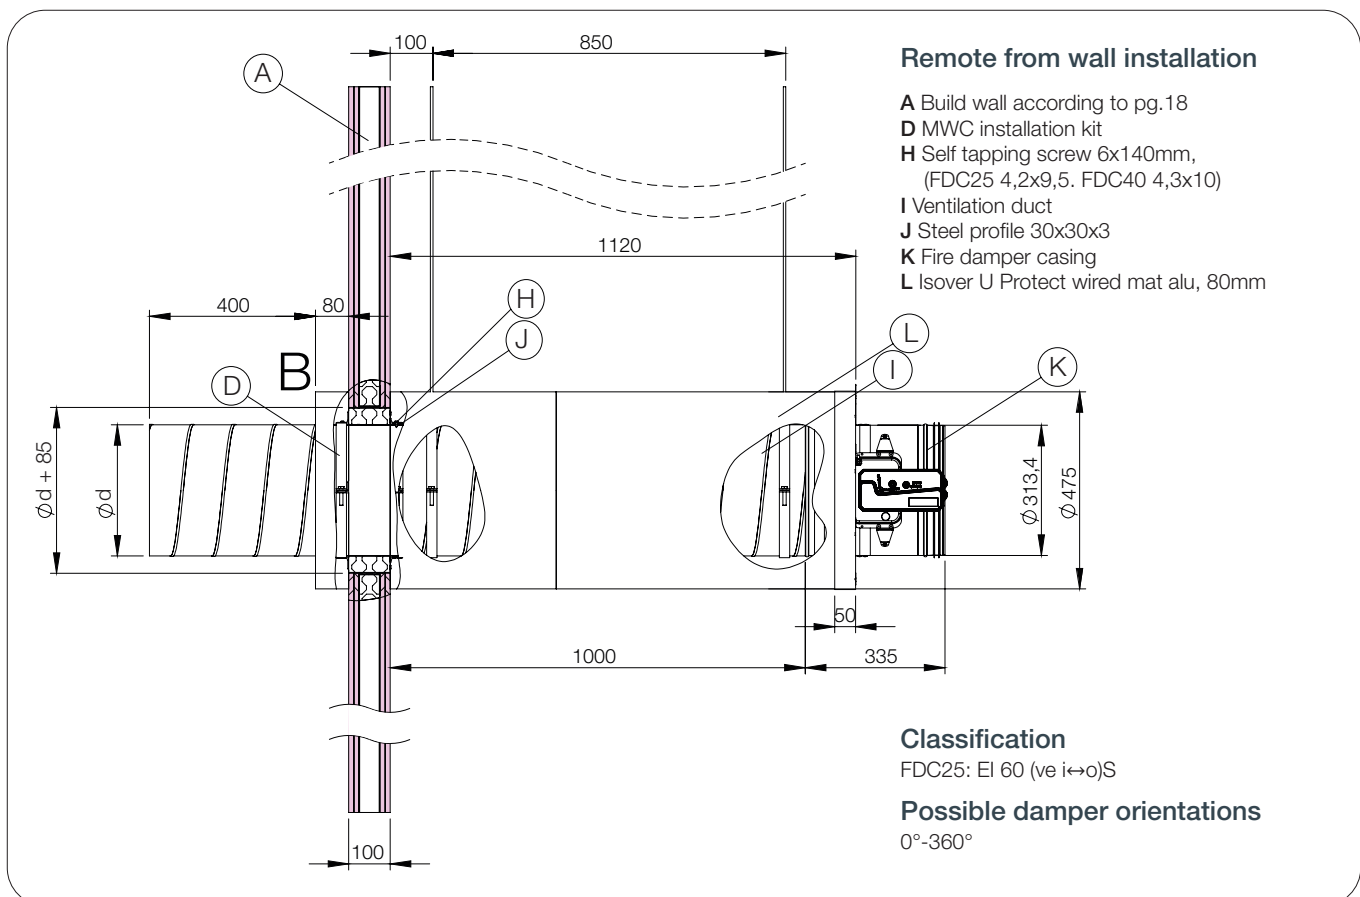 100
850
Remote from wall installation
A
A Build wall according to pg.18
D MWC installation kit
H Self tapping screw 6x140mm,
(FDC25 4,2x9,5. FDC40 4,3x10)
I Ventilation duct
J Steel profile 30x30x3
K Fire damper casing
L Isover U Protect wired mat alu, 80mm
1120
400
80
H
J
L
I
K
B
D
Ød + 85
Ød
Ø313,4
Ø475
50
1000
335
Classification
FDC25: EI 60 (ve i↔o)S
Possible damper orientations
0°-360°
100